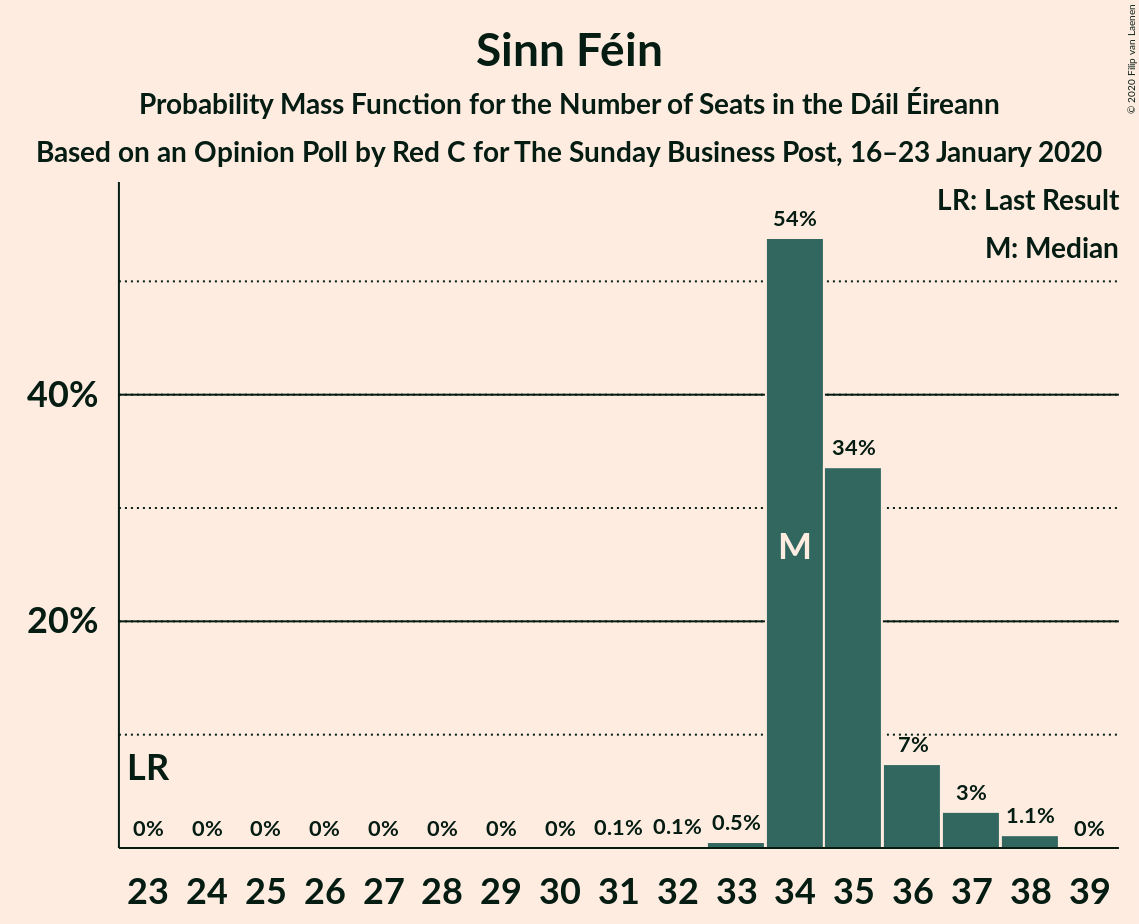 © 2020 Filip van Laenen
Sinn Féin
Probability Mass Function for the Number of Seats in the Dáil Éireann
Based on an Opinion Poll by Red C for The Sunday Business Post, 16–23 January 2020
LR: Last Result
M: Median
54%
40%
34%
M
20%
LR
7%
3%
0% 0% 0% 0% 0% 0% 0% 0% 0.1% 0.1% 0.5% 1.1% 0%
23 24 25 26 27 28 29 30 31 32 33 34 35 36 37 38 39